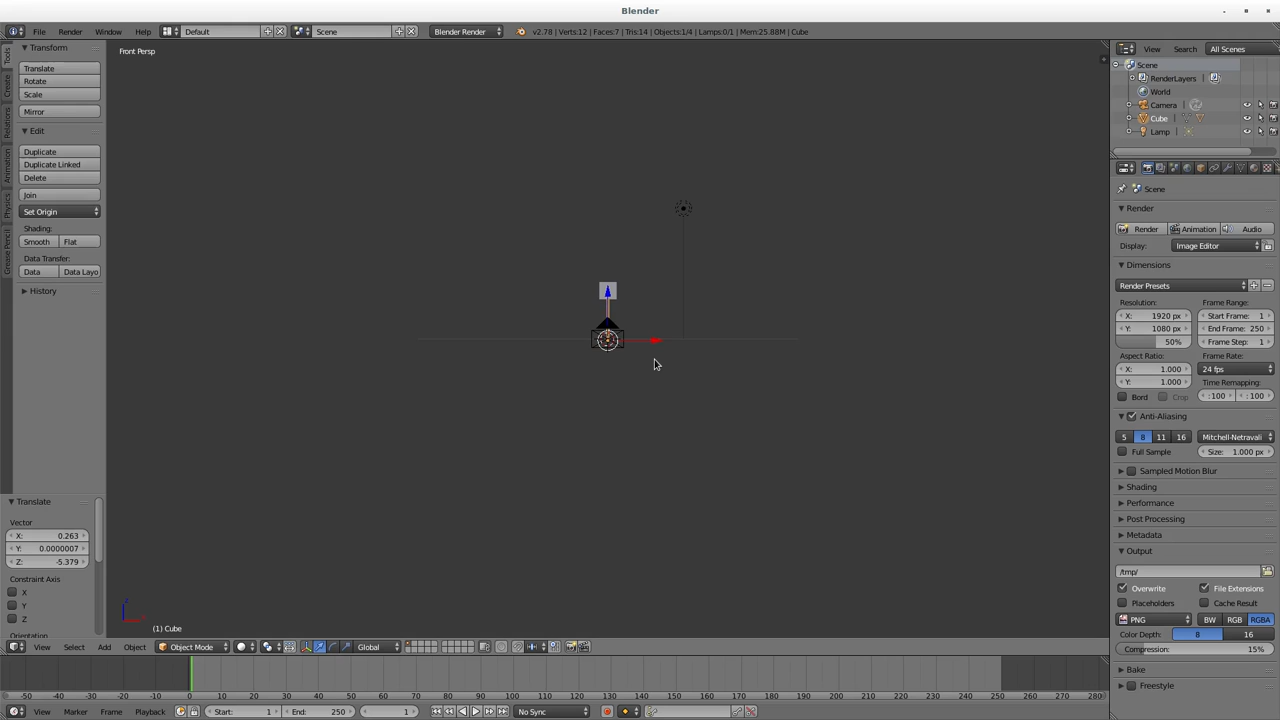 Blender
File Render Window Help Default Scene Blender Render v2.78 | Verts:12 | Faces:7 | Tris:14 | Objects:1/4 | Lamps:0/1 | Mem:25.88M | Cube
Tools
Create
Relations
Animation
Physics
Grease Pencil
Transform
Translate
Rotate
Scale
Mirror
Edit
Duplicate
Duplicate Linked
Delete
Join
Set Origin
Shading:
Smooth Flat
Data Transfer:
Data Data Layo
History
Translate
Vector
X: 0.263
Y: 0.0000007
Z: -5.379
Constraint Axis
X
Y
Z
Orientation
Front Persp
(1) Cube
View Select Add Object Object Mode Global
-50 -40 -30 -20 -10 0 10 20 30 40 50 60 70 80 90 100 110 120 130 140 150 160 170 180 190 200 210 220 230 240 250 260 270 280
View Marker Frame Playback Start: 1 End: 250 1 No Sync
View Search All Scenes
Scene
RenderLayers
World
Camera
Cube
Lamp
Scene
Render
Render Animation Audio
Display: Image Editor
Dimensions
Render Presets
Resolution: Frame Range:
X: 1920 px Start Frame: 1
Y: 1080 px End Frame: 250
50% Frame Step: 1
Aspect Ratio: Frame Rate:
X: 1.000 24 fps
Y: 1.000 Time Remapping:
Bord Crop :100 :100
Anti-Aliasing
5 8 11 16 Mitchell-Netravali
Full Sample Size: 1.000 px
Sampled Motion Blur
Shading
Performance
Post Processing
Metadata
Output
/tmp/
Overwrite File Extensions
Placeholders Cache Result
PNG BW RGB RGBA
Color Depth: 8 16
Compression: 15%
Bake
Freestyle